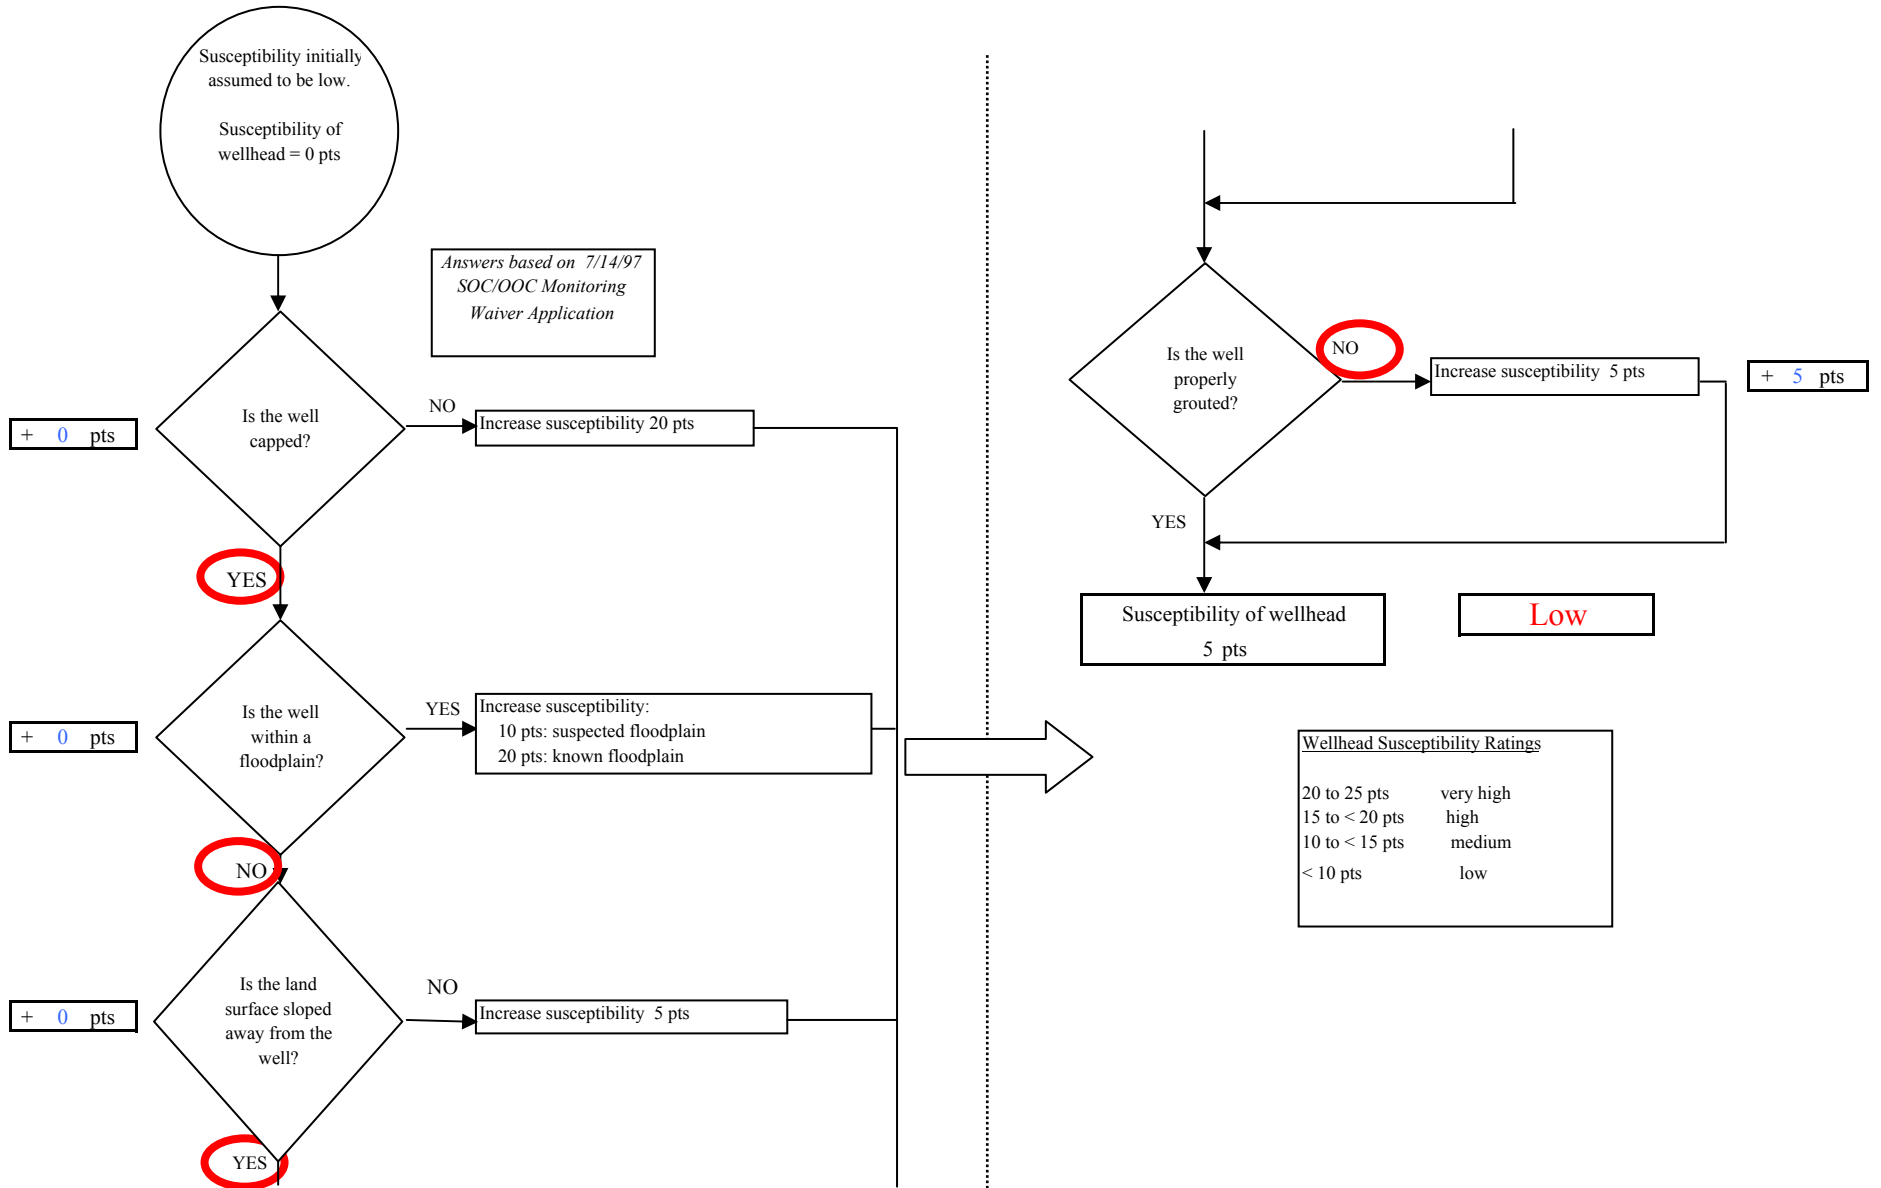 Susceptibility initially
assumed to be low.
Susceptibility of
wellhead = 0 pts
Answers based on 7/14/97
SOC/OOC Monitoring
Waiver Application
+ 0 pts
Is the well
capped?
NO
Increase susceptibility 20 pts
YES
+ 0 pts
Is the well
within a
floodplain?
YES
Increase susceptibility:
10 pts: suspected floodplain
20 pts: known floodplain
NO
+ 0 pts
Is the land
surface sloped
away from the
well?
NO
Increase susceptibility 5 pts
YES
Is the well
properly
grouted?
NO
Increase susceptibility 5 pts
+ 5 pts
YES
Susceptibility of wellhead
5 pts
Low
Wellhead Susceptibility Ratings
20 to 25 pts very high
15 to < 20 pts high
10 to < 15 pts medium
< 10 pts low